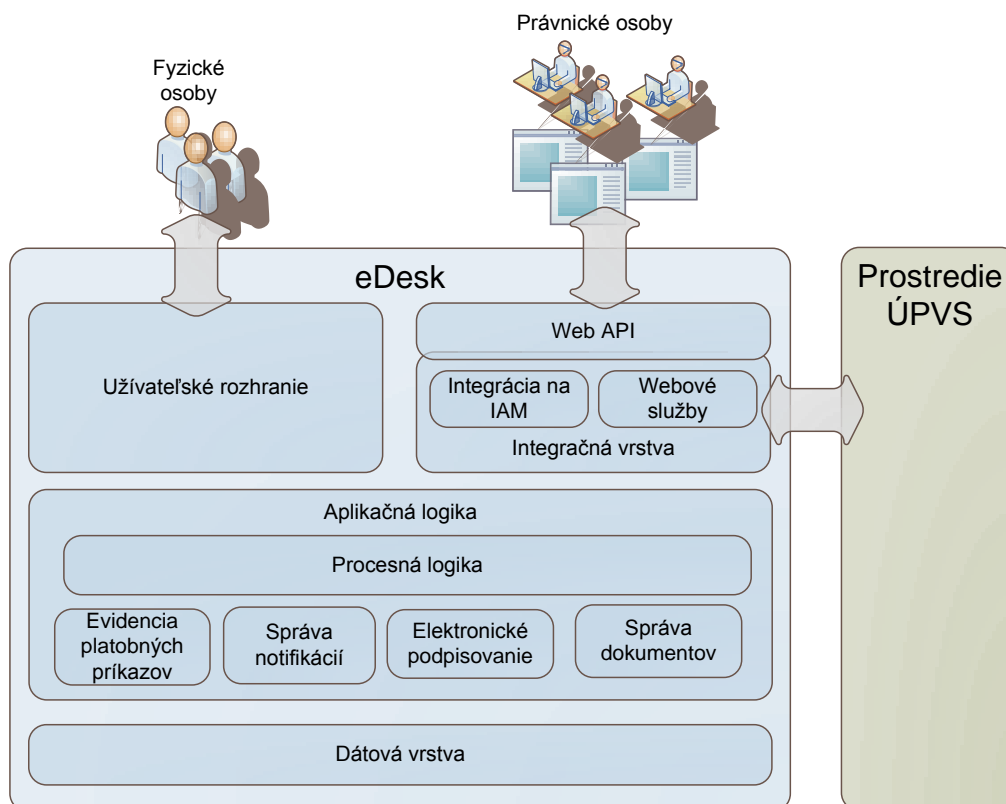 Právnické osoby
Fyzické
osoby
eDesk
Prostredie
ÚPVS
Web API
Užívateľské rozhranie
Integrácia na
IAM
Webové
služby
Integračná vrstva
Aplikačná logika
Procesná logika
Evidencia
platobných
príkazov
Správa
notifikácií
Elektronické
podpisovanie
Správa
dokumentov
Dátová vrstva